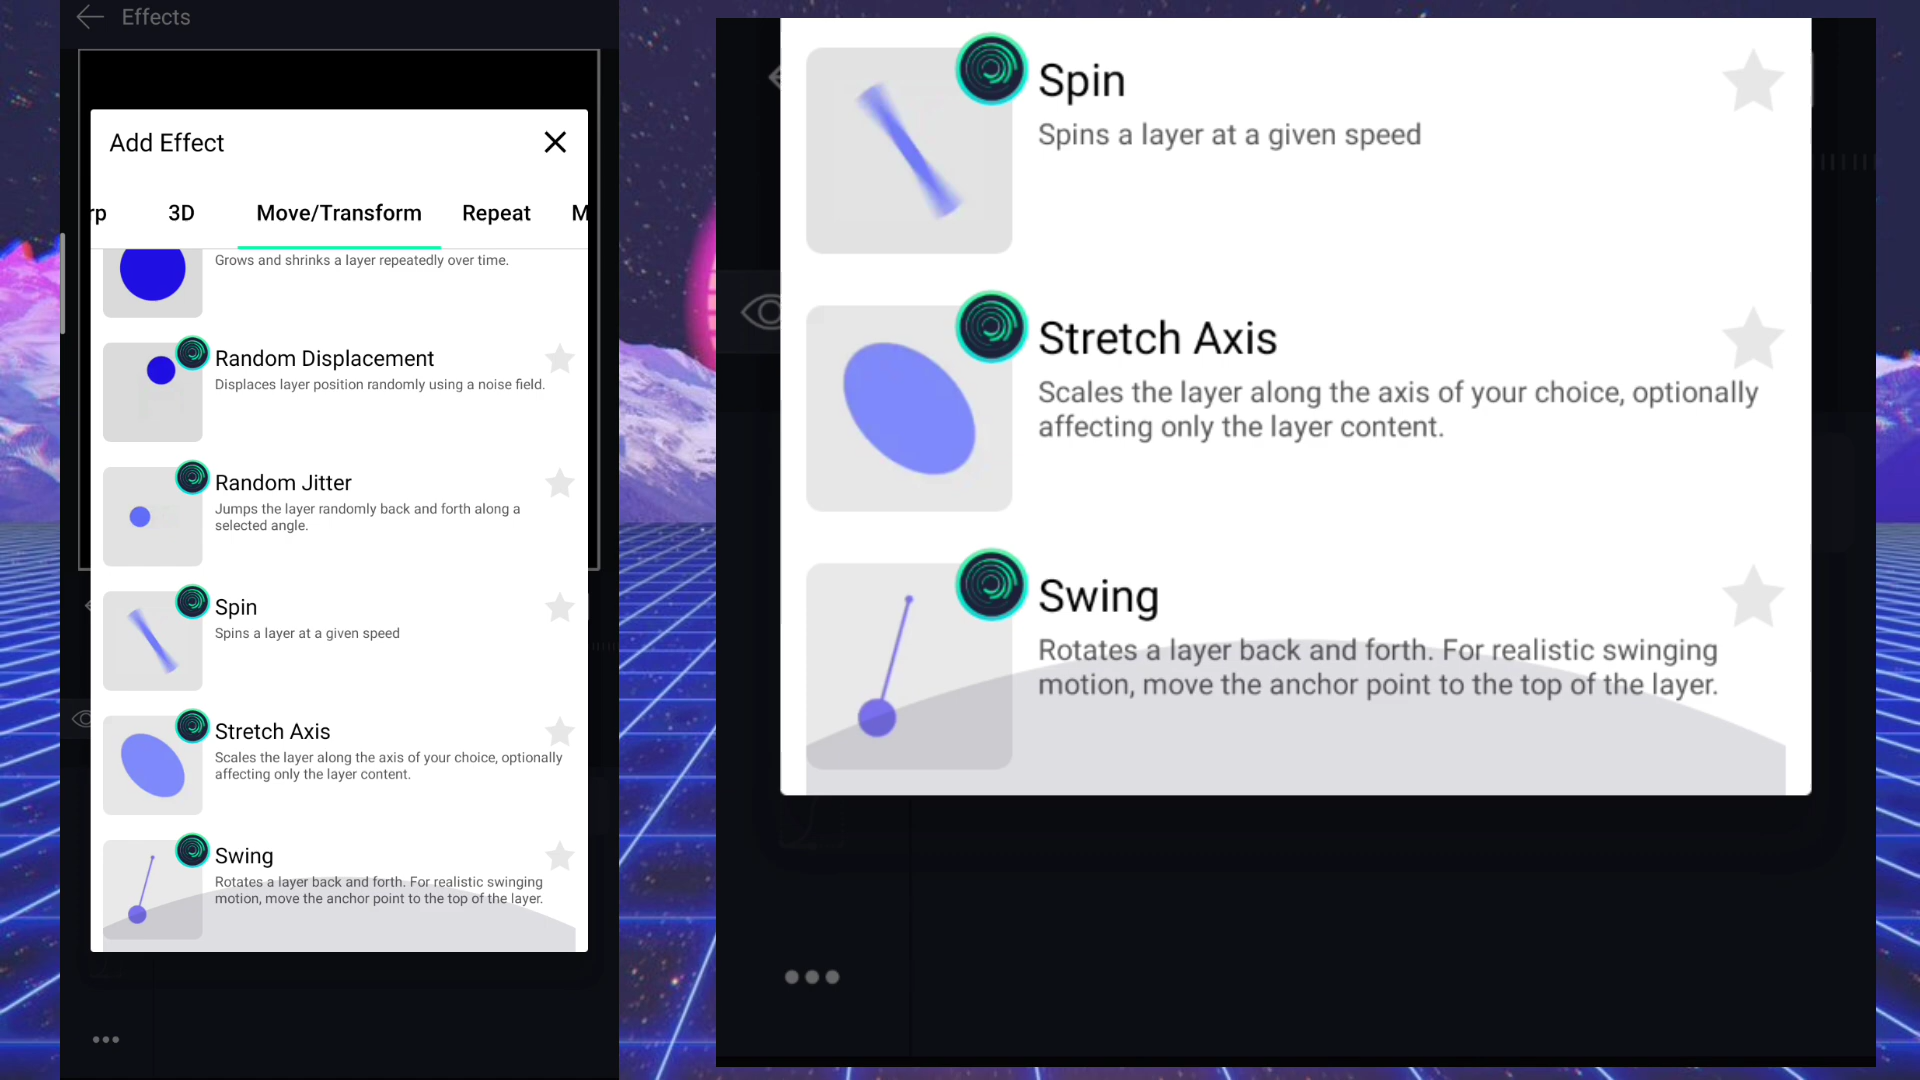 Effects
Add Effect
rp 3D Move/Transform Repeat M
Grows and shrinks a layer repeatedly over time.
Random Displacement
Displaces layer position randomly using a noise field.
Random Jitter
Jumps the layer randomly back and forth along a
selected angle.
Spin
Spins a layer at a given speed
Stretch Axis
Scales the layer along the axis of your choice, optionally
affecting only the layer content.
Swing
Rotates a layer back and forth. For realistic swinging
motion, move the anchor point to the top of the layer.
Spin
Spins a layer at a given speed
Stretch Axis
Scales the layer along the axis of your choice, optionally
affecting only the layer content.
Swing
Rotates a layer back and forth. For realistic swinging
motion, move the anchor point to the top of the layer.